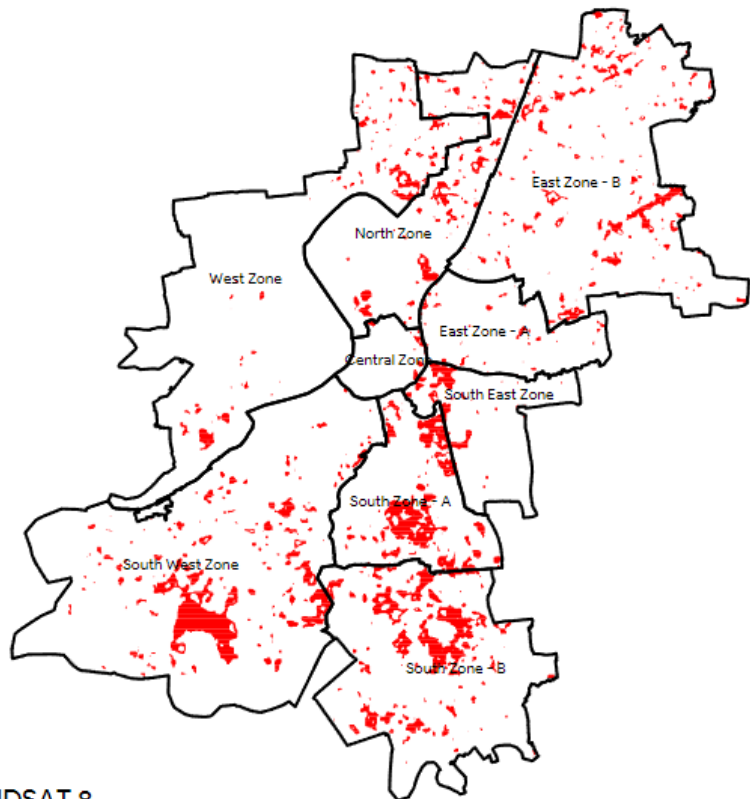 East Zone - B
North Zone
West Zone
East Zone - A
Central Zone
South East Zone
South Zone - A
South West Zone
South Zone - B